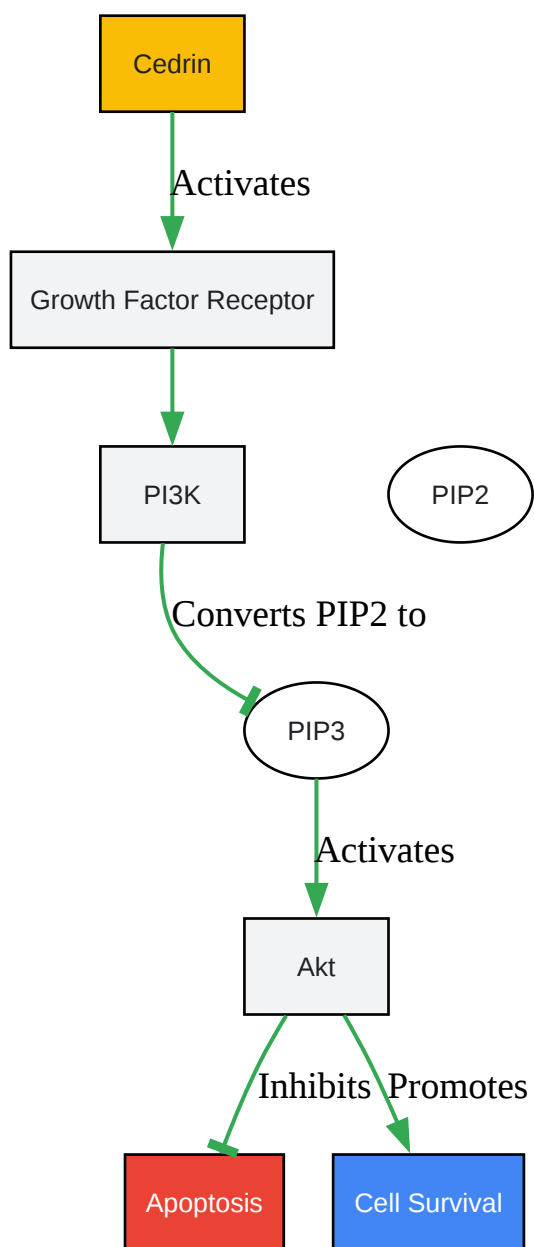 Cedrin
Activates
Growth Factor Receptor
PI3K
PIP2
Converts PIP2 to
PIP3
Activates
Akt
Inhibits
Promotes
Apoptosis
Cell Survival